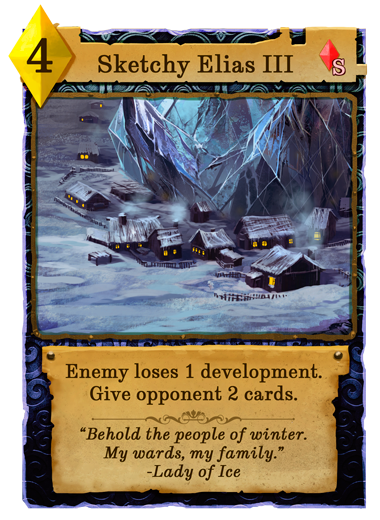 4
Sketchy Elias III
S
Enemy loses 1 development.
Give opponent 2 cards.
“Behold the people of winter.
My wards, my family.”
-Lady of Ice